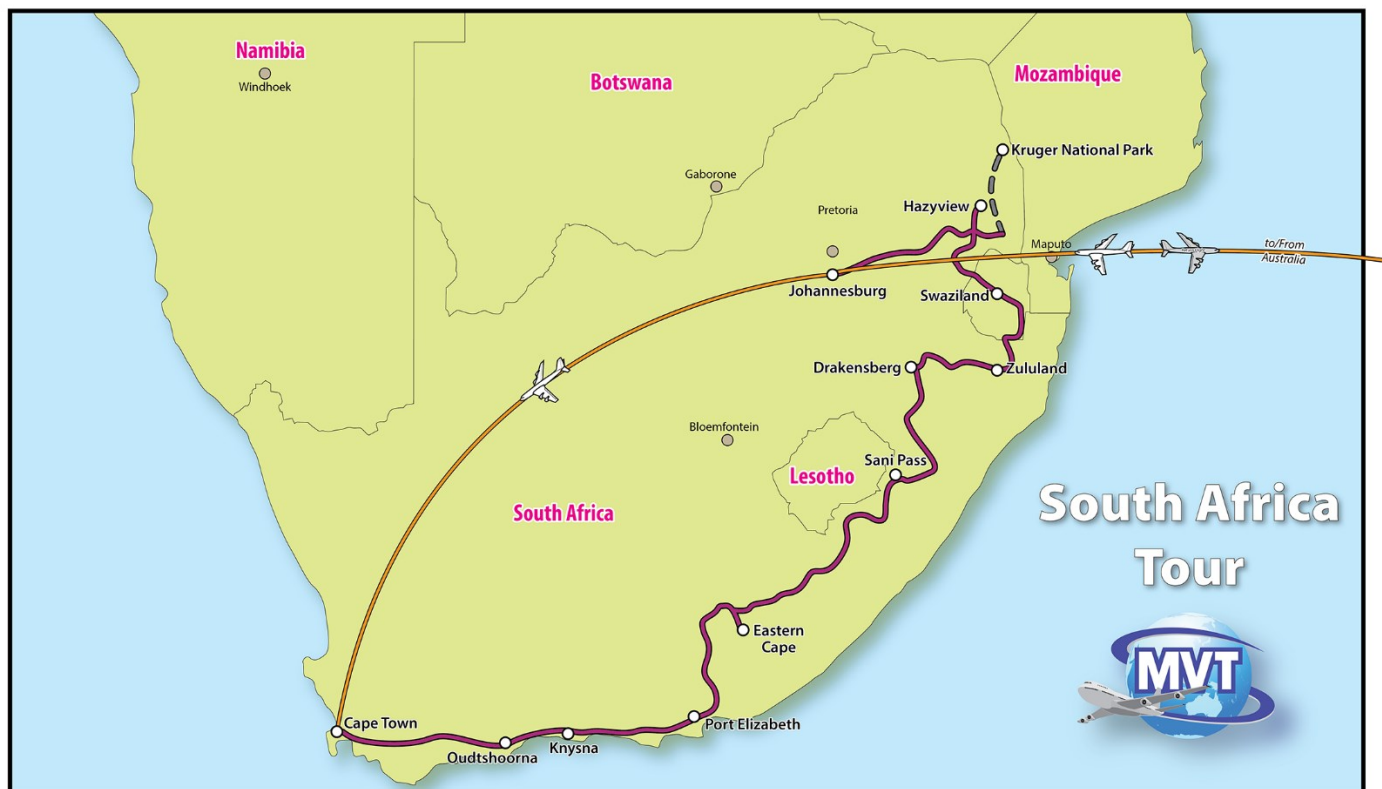 Namibia
Windhoek
Botswana
Mozambique
Kruger National Park
Gaborone
Hazyview
Pretoria
Maputo
to/From
Australia
Johannesburg
Swaziland
Drakensberg
Zululand
Bloemfontein
Sani Pass
Lesotho
South Africa
South Africa
Tour
Eastern
Cape
MVT
Cape Town
Port Elizabeth
Knysna
Oudtshoorna